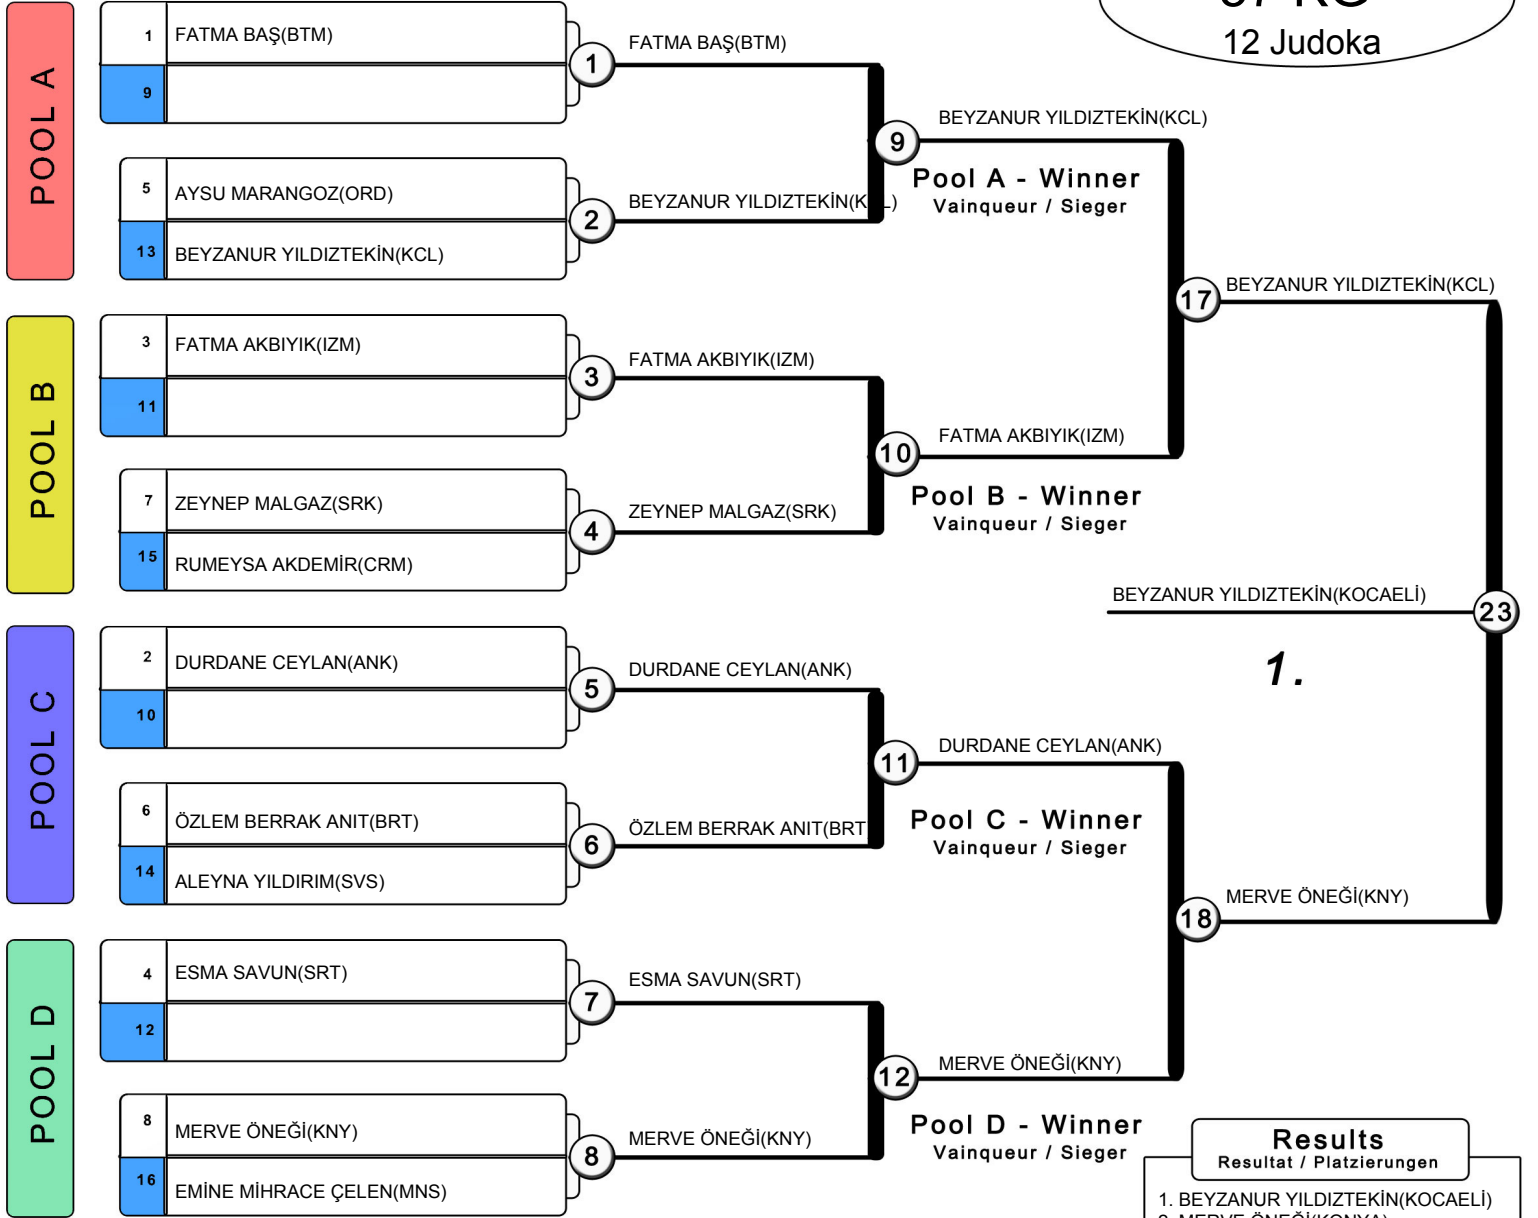 12 Judoka
POOL A
1 FATMA BAŞ(BTM)
9
1
FATMA BAŞ(BTM)
5 AYSU MARANGOZ(ORD)
13 BEYZANUR YILDIZTEKİN(KCL)
2
BEYZANUR YILDIZTEKİN(K L)
9
BEYZANUR YILDIZTEKİN(KCL)
Pool A - Winner
Vainqueur / Sieger
POOL B
3 FATMA AKBIYIK(IZM)
11
3
FATMA AKBIYIK(IZM)
7 ZEYNEP MALGAZ(SRK)
15 RUMEYSA AKDEMİR(CRM)
4
ZEYNEP MALGAZ(SRK)
10
FATMA AKBIYIK(IZM)
Pool B - Winner
Vainqueur / Sieger
17
BEYZANUR YILDIZTEKİN(KCL)
POOL C
2 DURDANE CEYLAN(ANK)
10
5
DURDANE CEYLAN(ANK)
6 ÖZLEM BERRAK ANIT(BRT)
14 ALEYNA YILDIRIM(SVS)
6
ÖZLEM BERRAK ANIT(BRT
11
DURDANE CEYLAN(ANK)
Pool C - Winner
Vainqueur / Sieger
POOL D
4 ESMA SAVUN(SRT)
12
7
ESMA SAVUN(SRT)
8 MERVE ÖNEĞİ(KNY)
16 EMİNE MİHRACE ÇELEN(MNS)
8
MERVE ÖNEĞİ(KNY)
12
MERVE ÖNEĞİ(KNY)
Pool D - Winner
Vainqueur / Sieger
18
MERVE ÖNEĞİ(KNY)
BEYZANUR YILDIZTEKİN(KOCAELİ)
23
1.
Results
Resultat / Platzierungen
1. BEYZANUR YILDIZTEKİN(KOCAELİ)
2. MERVE ÖNEĞİ(KONYA)